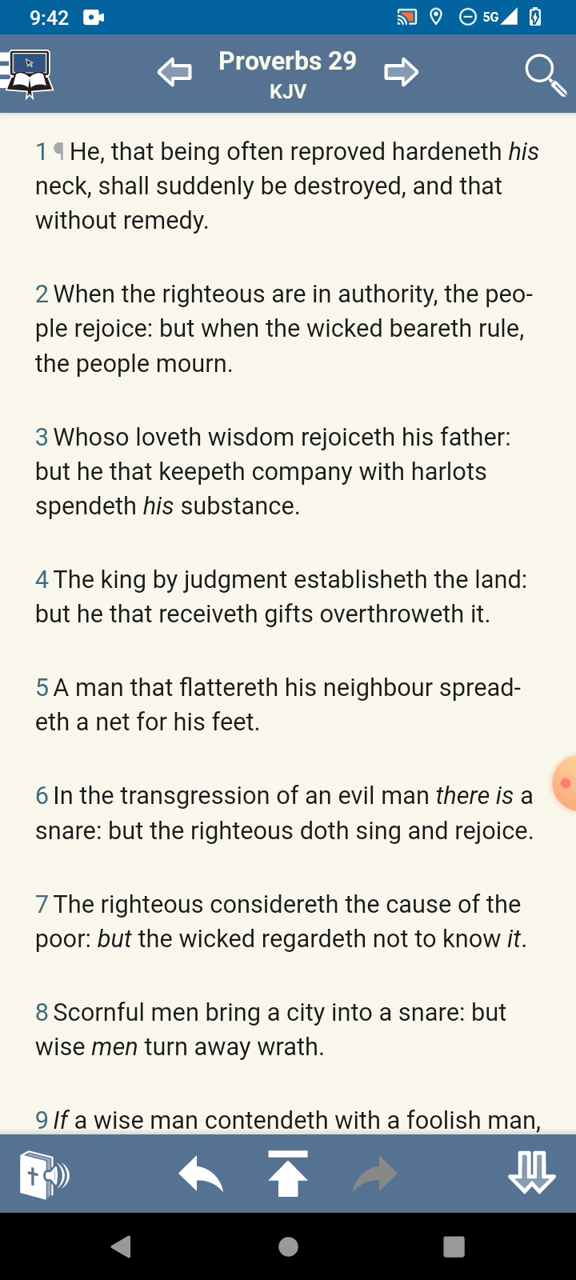 9:42
5G
Proverbs 29
KJV
1 ¶ He, that being often reproved hardeneth his
neck, shall suddenly be destroyed, and that
without remedy.
2 When the righteous are in authority, the peo-
ple rejoice: but when the wicked beareth rule,
the people mourn.
3 Whoso loveth wisdom rejoiceth his father:
but he that keepeth company with harlots
spendeth his substance.
4 The king by judgment establisheth the land:
but he that receiveth gifts overthroweth it.
5 A man that flattereth his neighbour spread-
eth a net for his feet.
6 In the transgression of an evil man there is a
snare: but the righteous doth sing and rejoice.
7 The righteous considereth the cause of the
poor: but the wicked regardeth not to know it.
8 Scornful men bring a city into a snare: but
wise men turn away wrath.
9 If a wise man contendeth with a foolish man,